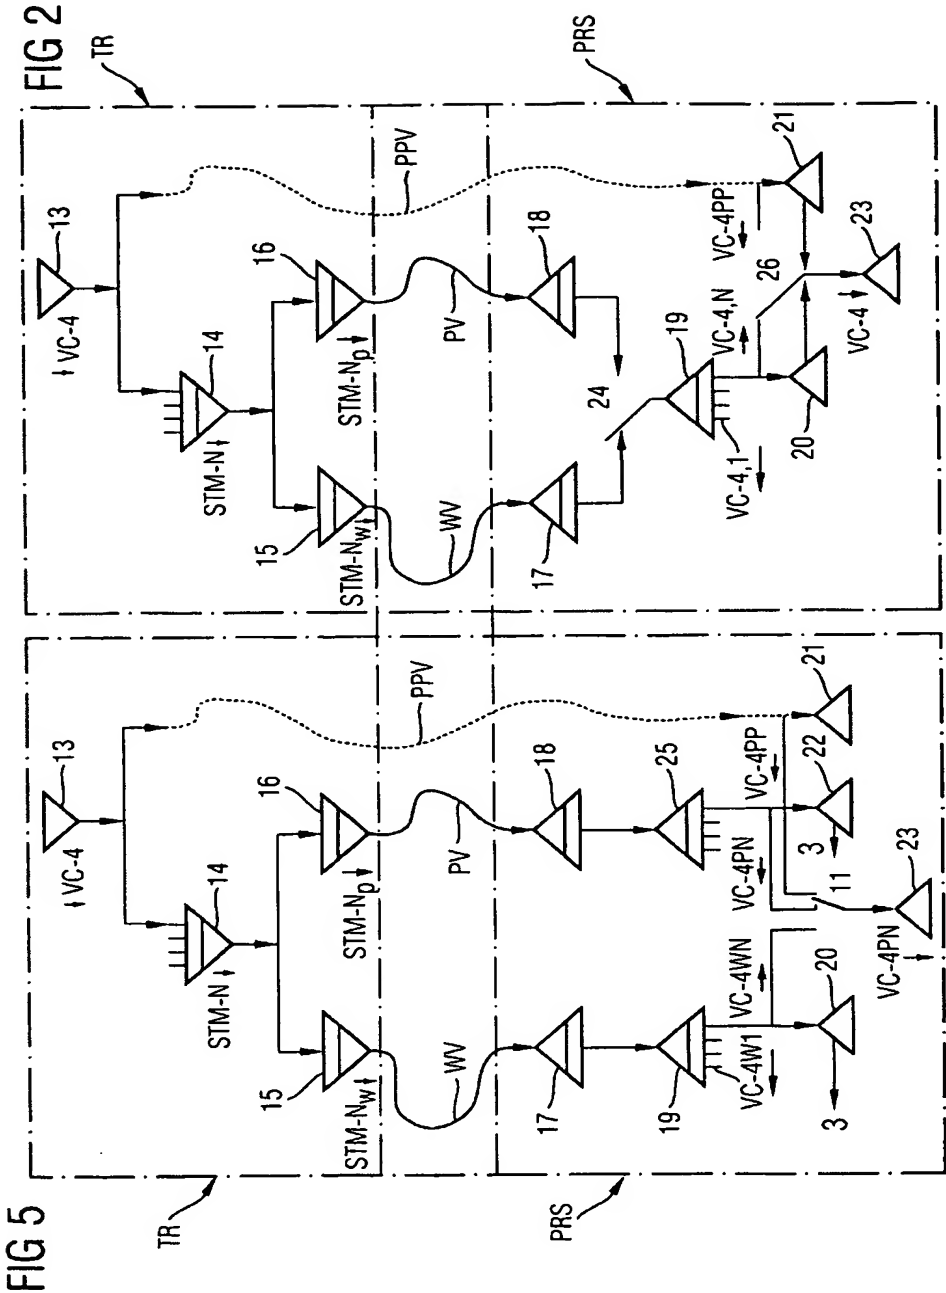 FIG 2
TR
13
VC-4
14
STM-N
15
16
STM-Nw
STM-Np
WV
PV
PPV
17
18
24
PRS
19
VC-4,1
VC-4,N
VC-4PP
26
20
21
VC-4
23
FIG 5
TR
13
VC-4
14
STM-N
15
16
STM-Nw
STM-Np
WV
PV
PPV
17
18
PRS
19
25
VC-4W1
VC-4WN
VC-4PN
VC-4PP
3
20
11
3
22
21
VC-4PN
23